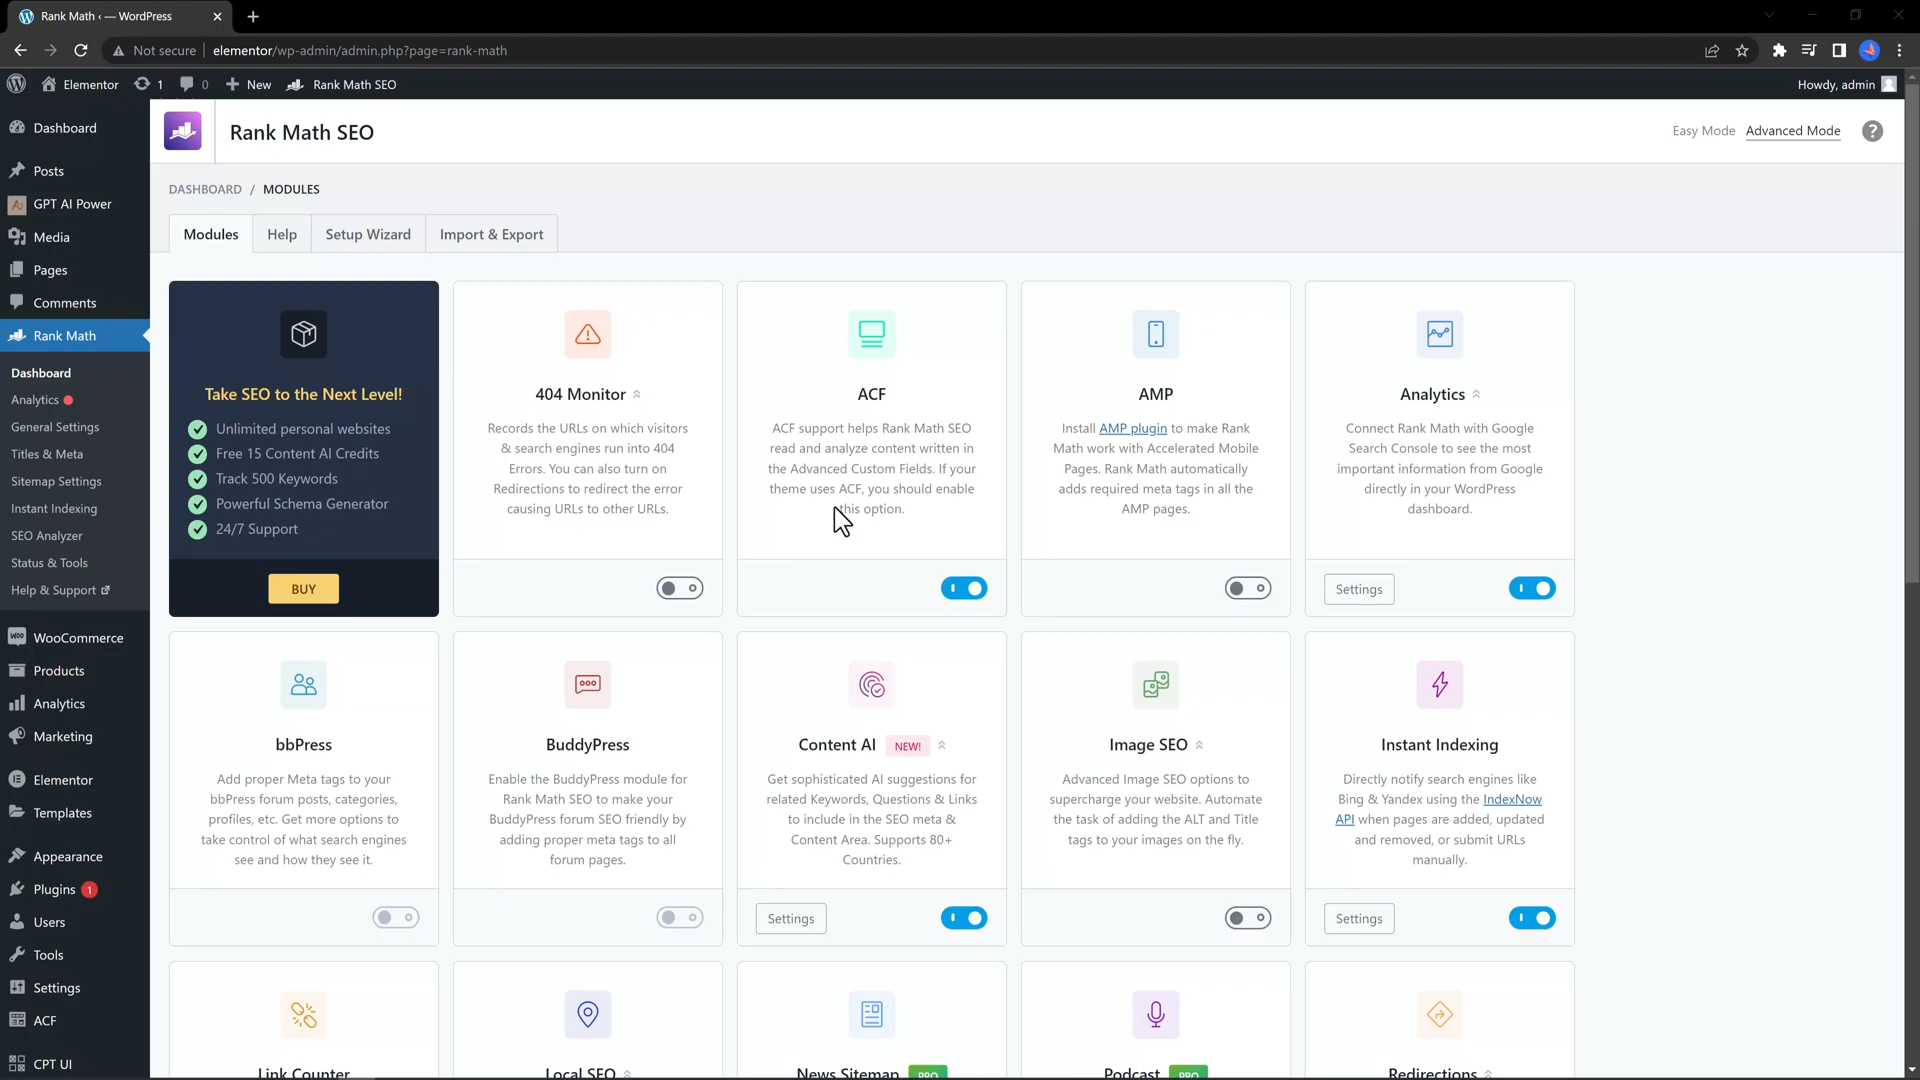 Rank Math ‹ — WordPress
Not secure
elementor/wp-admin/admin.php?page=rank-math
Elementor
1
0
New
Rank Math SEO
Howdy, admin
Dashboard
Posts
GPT AI Power
Media
Pages
Comments
Rank Math
Dashboard
Analytics
General Settings
Titles & Meta
Sitemap Settings
Instant Indexing
SEO Analyzer
Status & Tools
Help & Support
WooCommerce
Products
Analytics
Marketing
Elementor
Templates
Appearance
Plugins 1
Users
Tools
Settings
ACF
CPT UI
Rank Math SEO
Easy Mode
Advanced Mode
?
DASHBOARD / MODULES
Modules
Help
Setup Wizard
Import & Export
Take SEO to the Next Level!
Unlimited personal websites
Free 15 Content AI Credits
Track 500 Keywords
Powerful Schema Generator
24/7 Support
BUY
404 Monitor
Records the URLs on which visitors
& search engines run into 404
Errors. You can also turn on
Redirections to redirect the error
causing URLs to other URLs.
ACF
ACF support helps Rank Math SEO
read and analyze content written in
the Advanced Custom Fields. If your
theme uses ACF, you should enable
this option.
AMP
Install AMP plugin to make Rank
Math work with Accelerated Mobile
Pages. Rank Math automatically
adds required meta tags in all the
AMP pages.
Analytics
Connect Rank Math with Google
Search Console to see the most
important information from Google
directly in your WordPress
dashboard.
Settings
bbPress
Add proper Meta tags to your
bbPress forum posts, categories,
profiles, etc. Get more options to
take control of what search engines
see and how they see it.
BuddyPress
Enable the BuddyPress module for
Rank Math SEO to make your
BuddyPress forum SEO friendly by
adding proper meta tags to all
forum pages.
Content AI NEW!
Get sophisticated AI suggestions for
related Keywords, Questions & Links
to include in the SEO meta &
Content Area. Supports 80+
Countries.
Settings
Image SEO
Advanced Image SEO options to
supercharge your website. Automate
the task of adding the ALT and Title
tags to your images on the fly.
Instant Indexing
Directly notify search engines like
Bing & Yandex using the IndexNow
API when pages are added, updated
and removed, or submit URLs
manually.
Settings
Link Counter
Local SEO
News Sitemap PRO
Podcast PRO
Redirections